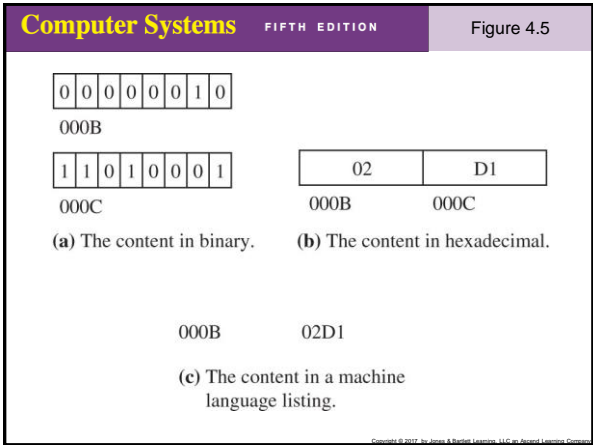 Computer Systems FIFTH EDITION Figure 4.5
0 0 0 0 0 0 1 0
000B
1 1 0 1 0 0 0 1
000C
(a) The content in binary.
02 D1
000B 000C
(b) The content in hexadecimal.
000B 02D1
(c) The content in a machine
language listing.
Copyright © 2017 by Jones & Bartlett Learning, LLC an Ascend Learning Company